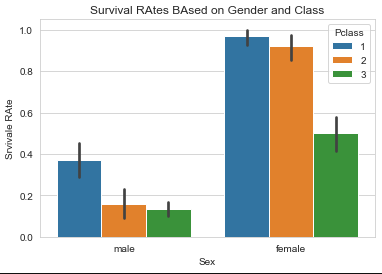 Survival RAtes BAsed on Gender and Class
Pclass
1
2
3
1.0
0.8
0.6
0.4
0.2
0.0
Srvivale RAte
male
female
Sex